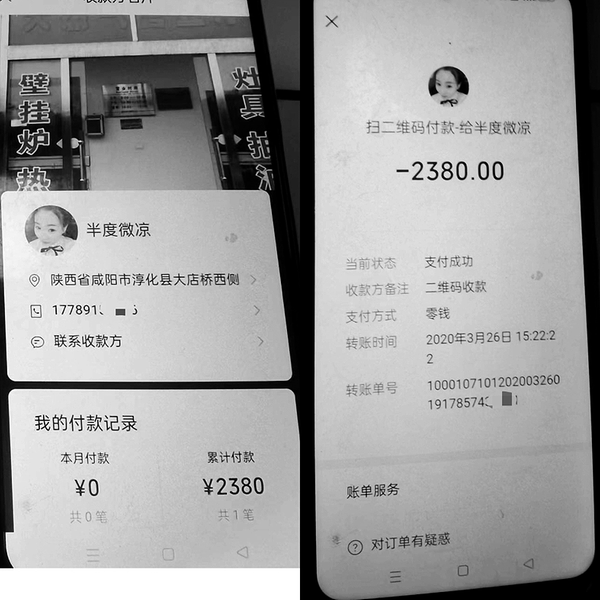 壁挂炉 热
灶具 抽油
半度微凉
陕西省咸阳市淳化县大店桥西侧
177891
联系收款方
我的付款记录
本月付款
累计付款
¥0
¥2380
共0笔
共1笔
扫二维码付款-给半度微凉
-2380.00
当前状态 支付成功
收款方备注 二维码收款
支付方式 零钱
转账时间 2020年3月26日 15:22:2
2
转账单号 1000107101202003260
19178574
账单服务
对订单有疑惑